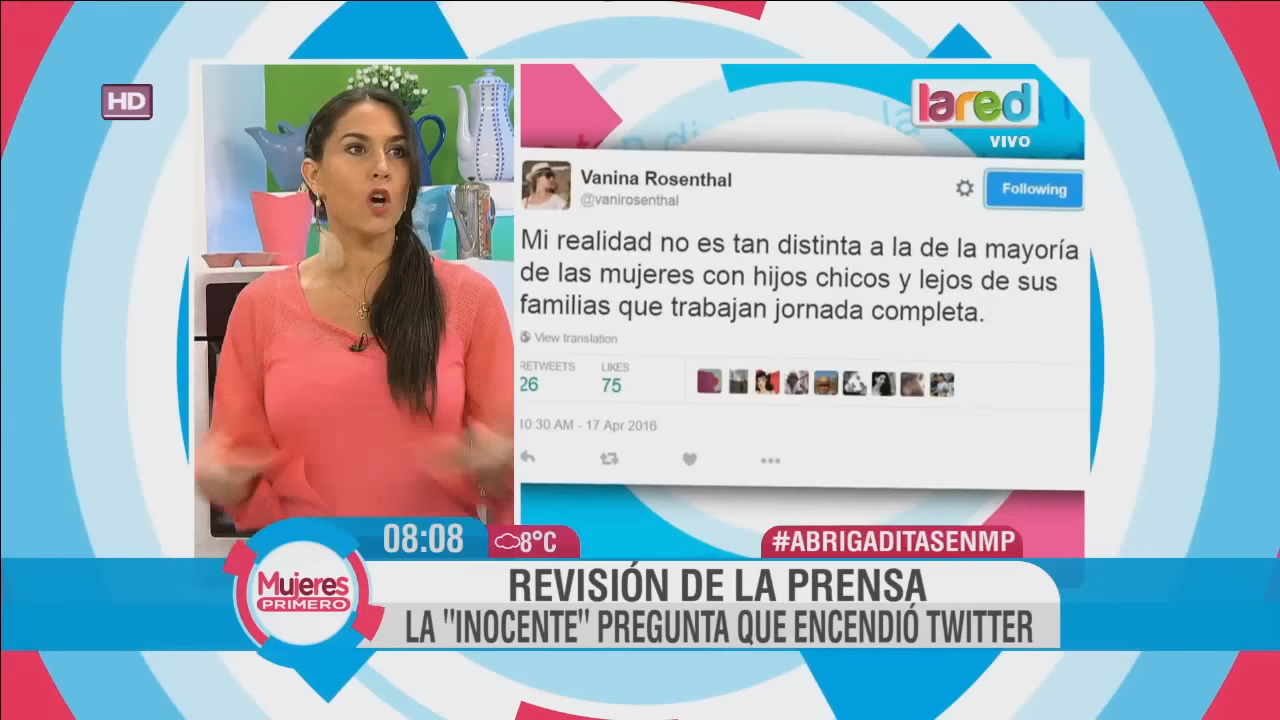 HD
lared
VIVO
Vanina Rosenthal
@vanirosenthal
Following
Mi realidad no es tan distinta a la de la mayoría
de las mujeres con hijos chicos y lejos de sus
familias que trabajan jornada completa.
View translation
RETWEETS
26
LIKES
75
10:30 AM - 17 Apr 2016
08:08
8°C
#ABRIGADITASENMP
Mujeres
PRIMERO
REVISIÓN DE LA PRENSA
LA "INOCENTE" PREGUNTA QUE ENCENDIÓ TWITTER